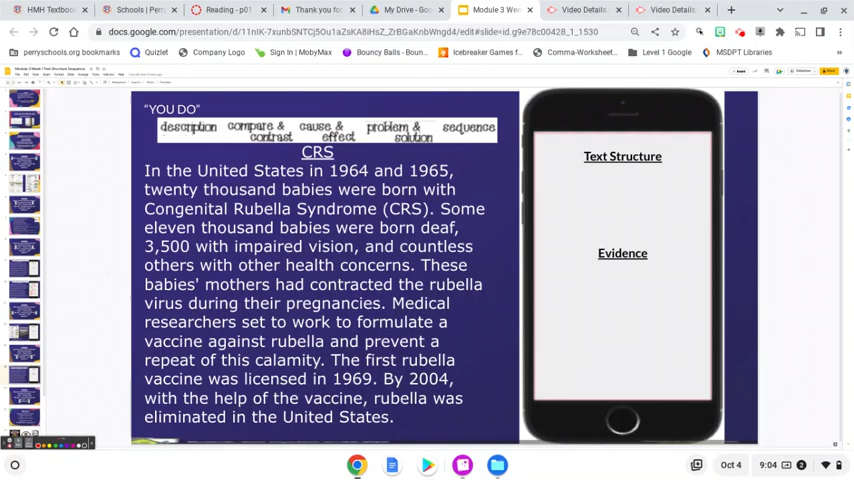 HMH Textbook
Schools | Perry
Reading - p01
Thank you for
My Drive - Goo
Module 3 Wee
Video Details
Video Details
docs.google.com/presentation/d/11nIK-7xunbSNTCj5Ou1aZsKA8iHsZ_ZrBGaKnbWngd4/edit#slide=id.g9e78c00428_1_1530
perryschools.org bookmarks
Quizlet
Company Logo
Sign In | MobyMax
Bouncy Balls - Boun...
Icebreaker Games f...
Comma-Worksheet...
Level 1 Google
MSDPT Libraries
"YOU DO"
description compare & contrast cause & effect problem & solution sequence
CRS
In the United States in 1964 and 1965,
twenty thousand babies were born with
Congenital Rubella Syndrome (CRS). Some
eleven thousand babies were born deaf,
3,500 with impaired vision, and countless
others with other health concerns. These
babies' mothers had contracted the rubella
virus during their pregnancies. Medical
researchers set to work to formulate a
vaccine against rubella and prevent a
repeat of this calamity. The first rubella
vaccine was licensed in 1969. By 2004,
with the help of the vaccine, rubella was
eliminated in the United States.
Text Structure
Evidence
Oct 4
9:04
2